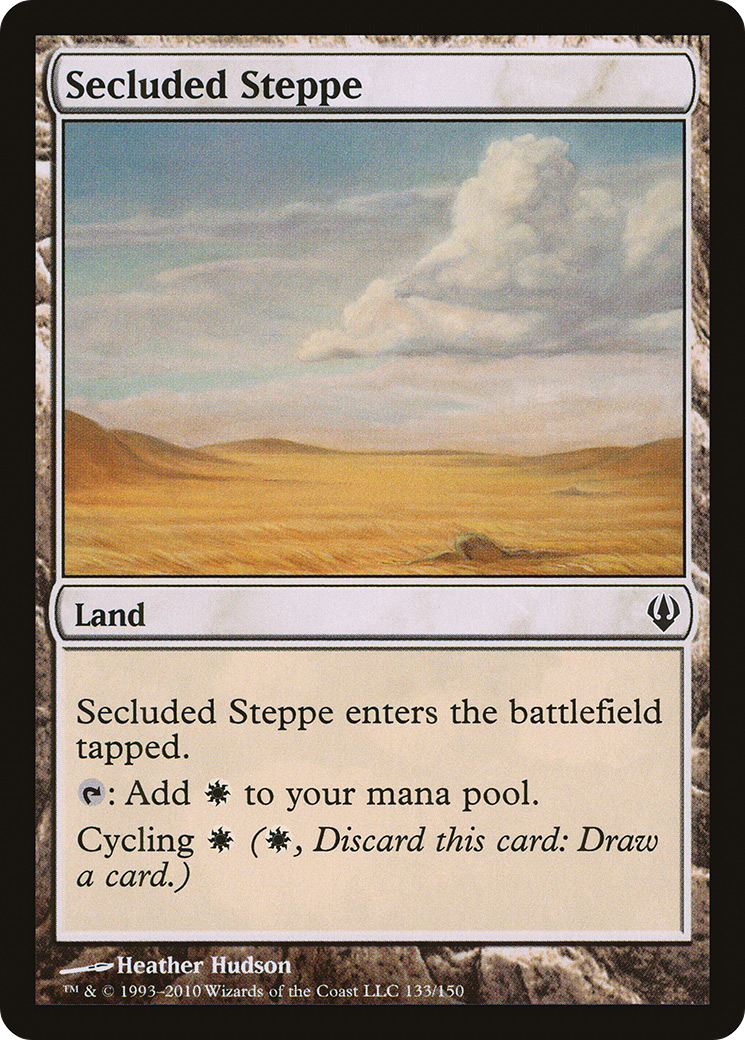 Secluded Steppe
Land
Secluded Steppe enters the battlefield
tapped.
: Add to your mana pool.
Cycling (, Discard this card: Draw
a card.)
Heather Hudson
™ & © 1993–2010 Wizards of the Coast LLC 133/150